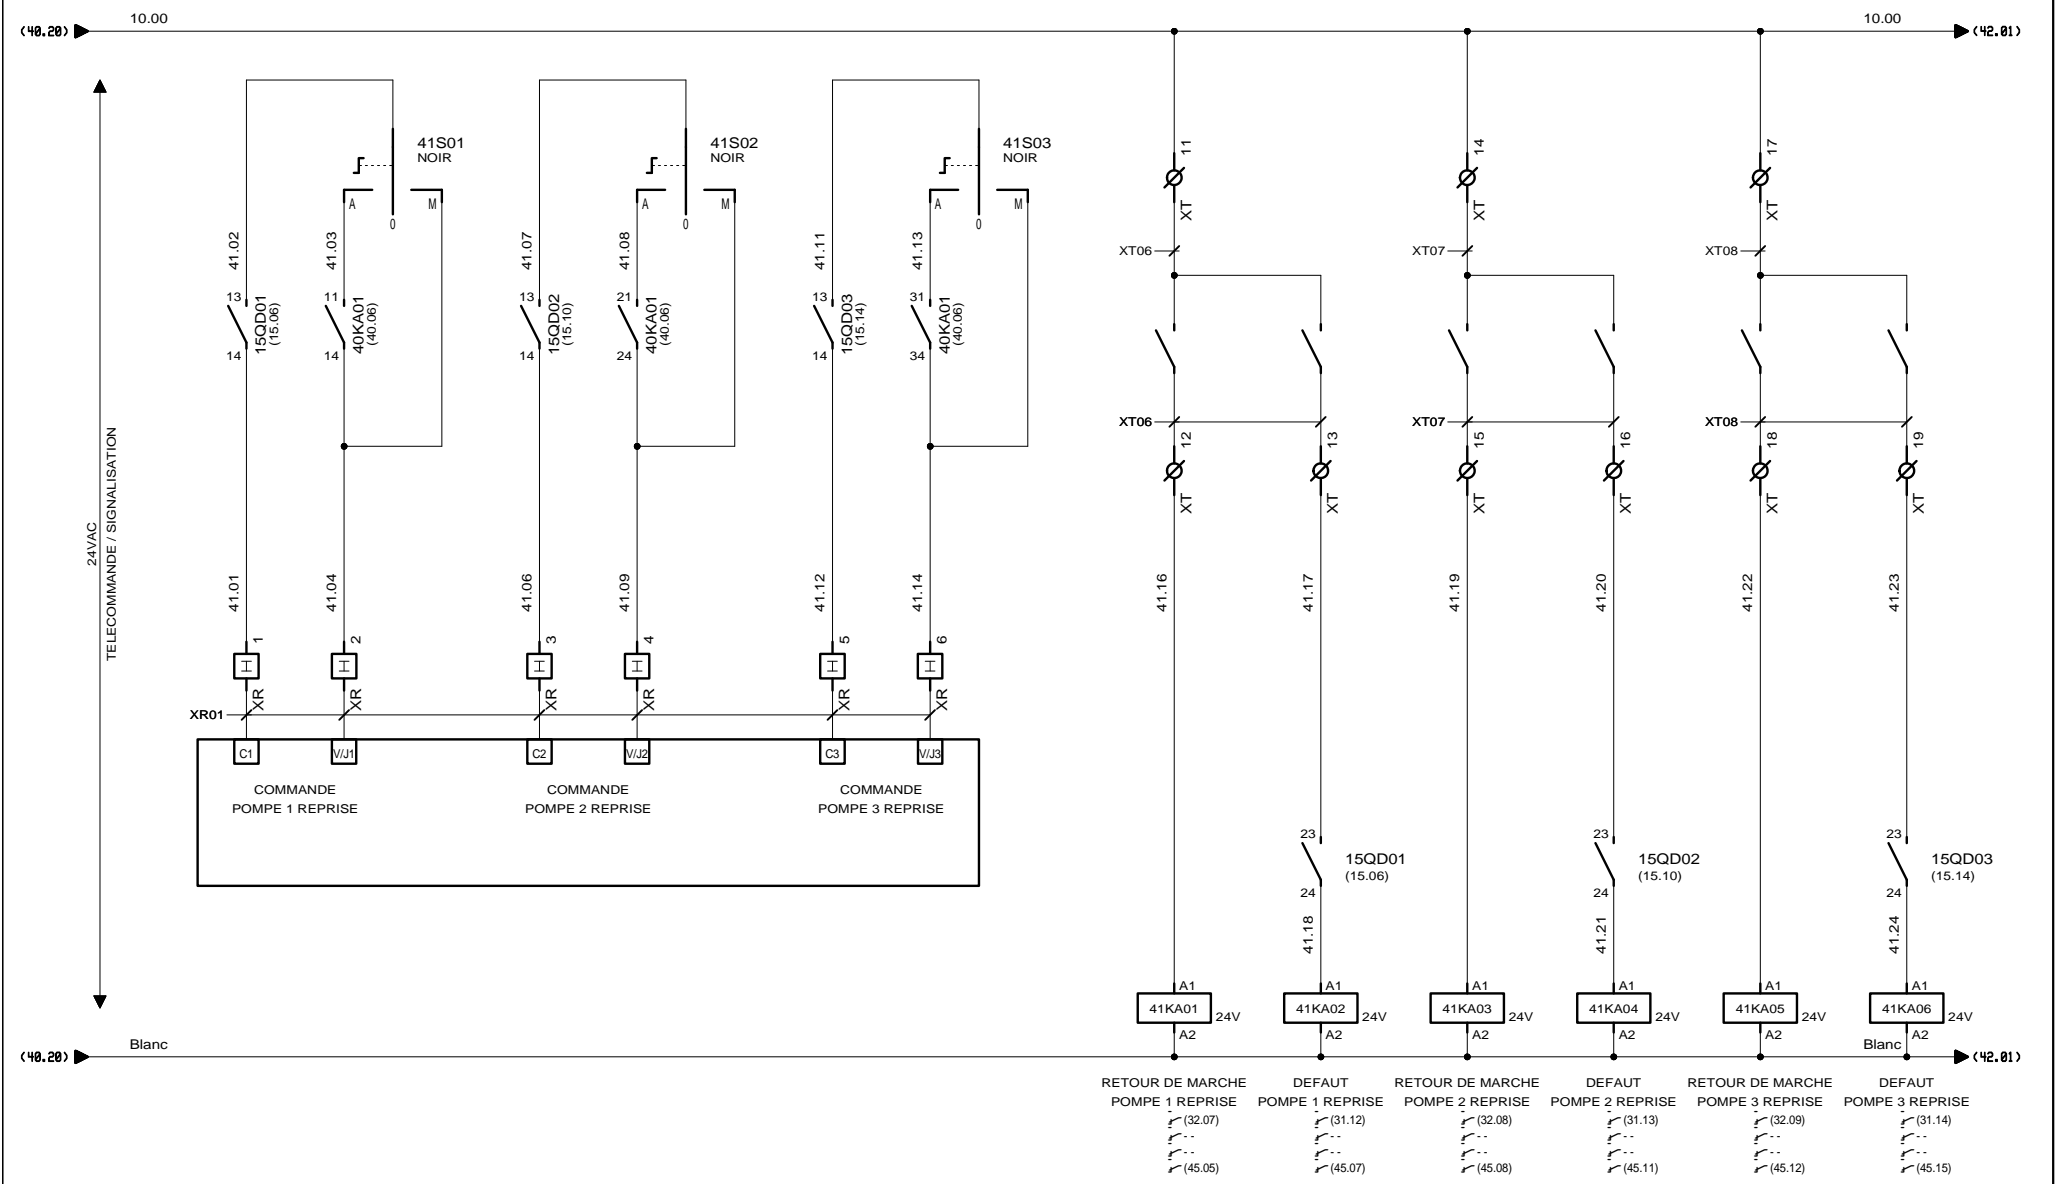 10.00
10.00
(40.20)
(42.01)
24VAC
TELECOMMANDE / SIGNALISATION
41S01
NOIR
A
M
0
41S02
NOIR
A
M
0
41S03
NOIR
A
M
0
41.02
41.03
41.07
41.08
41.11
41.13
13
14
15QD01
(15.06)
11
14
40KA01
(40.06)
13
14
15QD02
(15.10)
21
24
40KA01
(40.06)
13
14
15QD03
(15.14)
31
34
40KA01
(40.06)
41.01
41.04
41.06
41.09
41.12
41.14
1
2
3
4
5
6
XR
XR
XR
XR
XR
XR
XR01
C1
V/J1
C2
V/J2
C3
V/J3
COMMANDE
POMPE 1 REPRISE
COMMANDE
POMPE 2 REPRISE
COMMANDE
POMPE 3 REPRISE
11
XT
14
XT
17
XT
XT06
XT07
XT08
XT06
XT07
XT08
12
XT
13
XT
15
XT
16
XT
18
XT
19
XT
41.16
41.17
41.19
41.20
41.22
41.23
23
24
15QD01
(15.06)
23
24
15QD02
(15.10)
23
24
15QD03
(15.14)
41.18
41.21
41.24
A1
41KA01
24V
A2
A1
41KA02
24V
A2
A1
41KA03
24V
A2
A1
41KA04
24V
A2
A1
41KA05
24V
A2
A1
41KA06
24V
A2
Blanc
Blanc
(40.20)
(42.01)
RETOUR DE MARCHE
POMPE 1 REPRISE
(32.07)
--
--
(45.05)
DEFAUT
POMPE 1 REPRISE
(31.12)
--
--
(45.07)
RETOUR DE MARCHE
POMPE 2 REPRISE
(32.08)
--
--
(45.08)
DEFAUT
POMPE 2 REPRISE
(31.13)
--
--
(45.11)
RETOUR DE MARCHE
POMPE 3 REPRISE
(32.09)
--
--
(45.12)
DEFAUT
POMPE 3 REPRISE
(31.14)
--
--
(45.15)